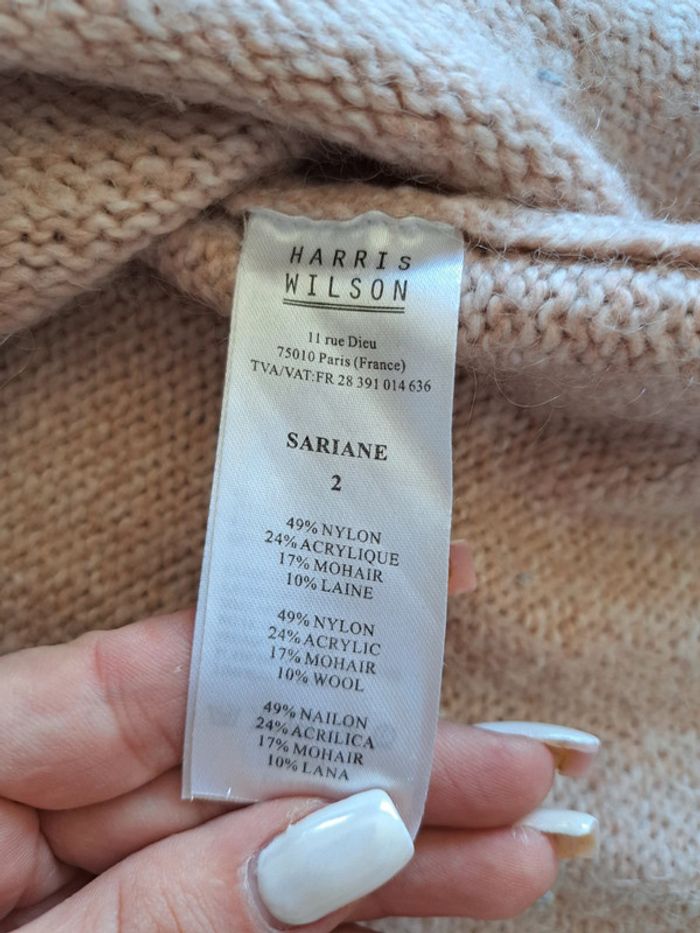 HARRIS
WILSON
11 rue Dieu
75010 Paris (France)
TVA/VAT:FR 28 391 014 636
SARIANE
2
49% NYLON
24% ACRYLIQUE
17% MOHAIR
10% LAINE
49% NYLON
24% ACRYLIC
17% MOHAIR
10% WOOL
49% NAILON
24% ACRILICA
17% MOHAIR
10% LANA